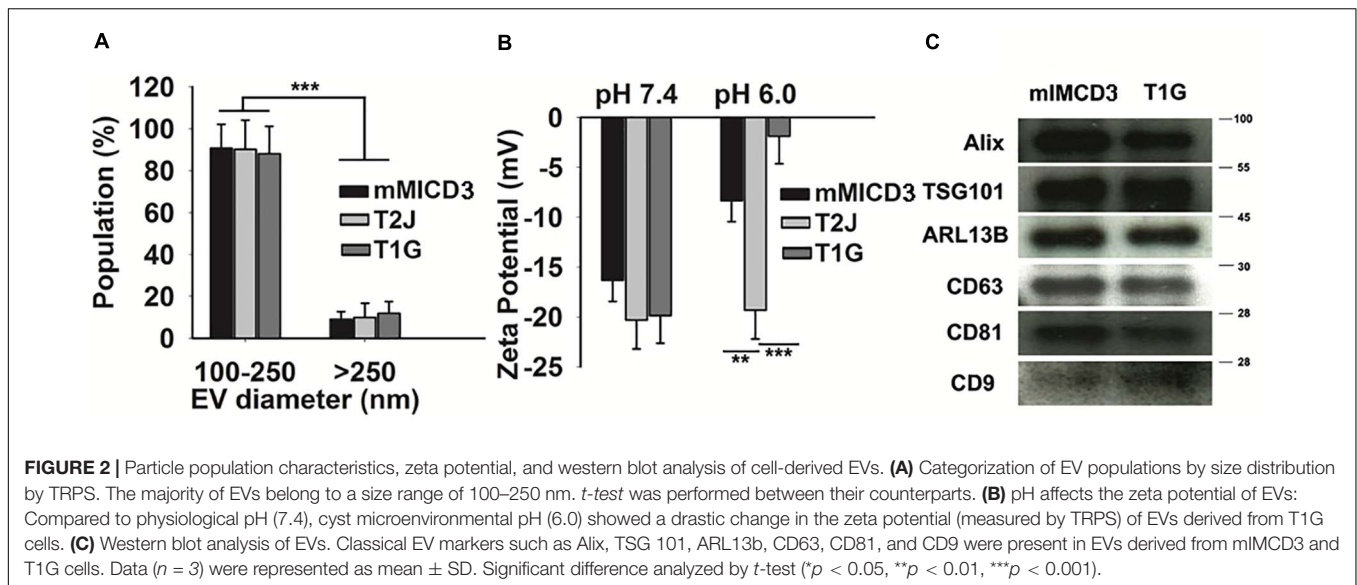 A
B
C
120
100
80
60
40
20
0
Population (%)
***
mMICD3
T2J
T1G
100-250
>250
EV diameter (nm)
pH 7.4
pH 6.0
0
-5
-10
-15
-20
-25
Zeta Potential (mV)
mMICD3
T2J
T1G
**
***
mIMCD3 T1G
Alix
TSG101
ARL13B
CD63
CD81
CD9
100
55
45
30
28
28
FIGURE 2 | Particle population characteristics, zeta potential, and western blot analysis of cell-derived EVs. (A) Categorization of EV populations by size distribution
by TRPS. The majority of EVs belong to a size range of 100–250 nm. t-test was performed between their counterparts. (B) pH affects the zeta potential of EVs:
Compared to physiological pH (7.4), cyst microenvironmental pH (6.0) showed a drastic change in the zeta potential (measured by TRPS) of EVs derived from T1G
cells. (C) Western blot analysis of EVs. Classical EV markers such as Alix, TSG 101, ARL13b, CD63, CD81, and CD9 were present in EVs derived from mIMCD3 and
T1G cells. Data (n = 3) were represented as mean ± SD. Significant difference analyzed by t-test (*p < 0.05, **p < 0.01, ***p < 0.001).